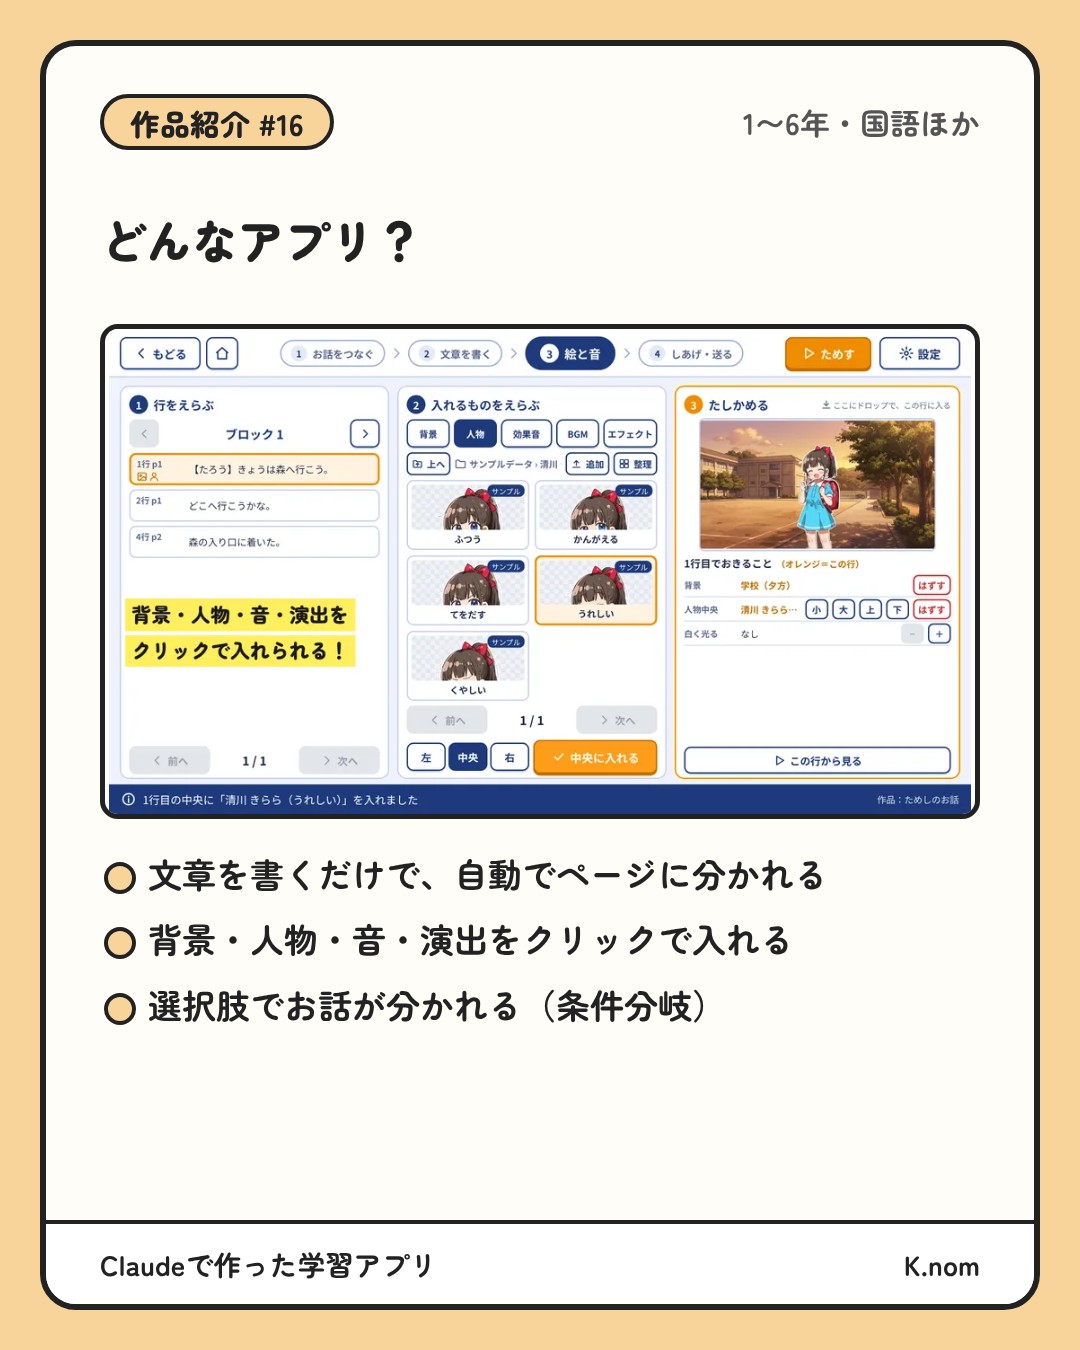 作品紹介 #16
1〜6年・国語ほか
どんなアプリ？
もどる
1 お話をつなぐ
2 文章を書く
3 絵と音
4 しあげ・送る
ためす
設定
1 行をえらぶ
ブロック 1
1行 p1 【たろう】きょうは森へ行こう。
2行 p1 どこへ行こうかな。
4行 p2 森の入り口に着いた。
背景・人物・音・演出を
クリックで入れられる！
前へ 1 / 1 次へ
2 入れるものをえらぶ
背景 人物 効果音 BGM エフェクト
上へ サンプルデータ › 清川 追加 整理
サンプル サンプル
ふつう かんがえる
サンプル サンプル
てをだす うれしい
サンプル
くやしい
前へ 1 / 1 次へ
左 中央 右 中央に入れる
3 たしかめる ここにドロップで、この行に入る
1行目でおきること （オレンジ＝この行）
背景 学校（夕方） はずす
人物中央 清川 きらら… 小 大 上 下 はずす
白く光る なし - +
この行から見る
1行目の中央に「清川 きらら（うれしい）」を入れました
作品：ためしのお話
文章を書くだけで、自動でページに分かれる
背景・人物・音・演出をクリックで入れる
選択肢でお話が分かれる（条件分岐）
Claudeで作った学習アプリ
K.nom